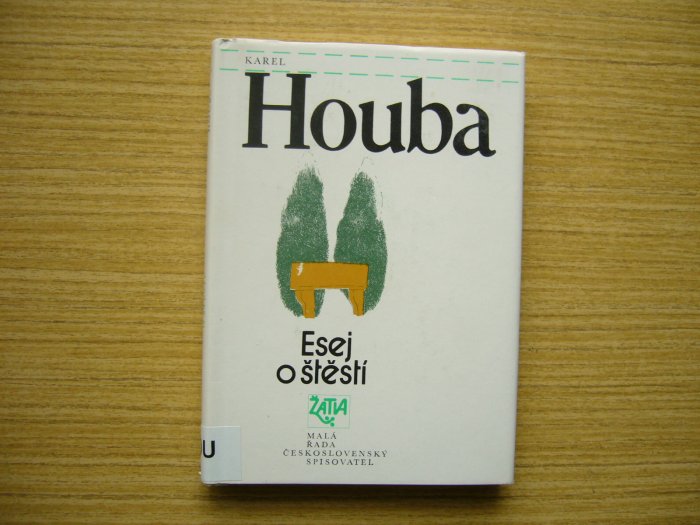 KAREL
Houba
Esej
o štěstí
ŽATVA
MALÁ
ŘADA
ČESKOSLOVENSKÝ
SPISOVATEL
U